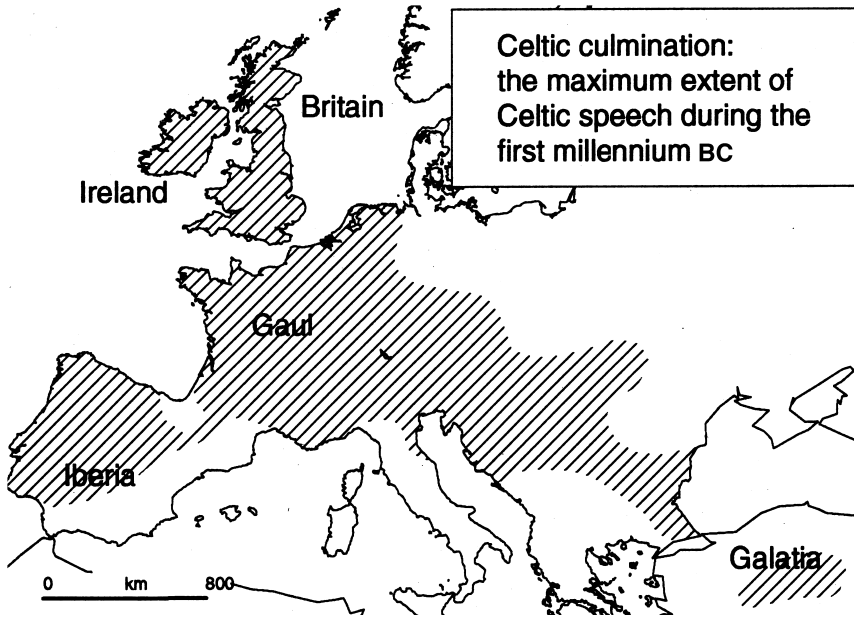 Celtic culmination:
the maximum extent of
Celtic speech during the
first millennium BC
Britain
Ireland
Gaul
Iberia
Galatia
0 km 800